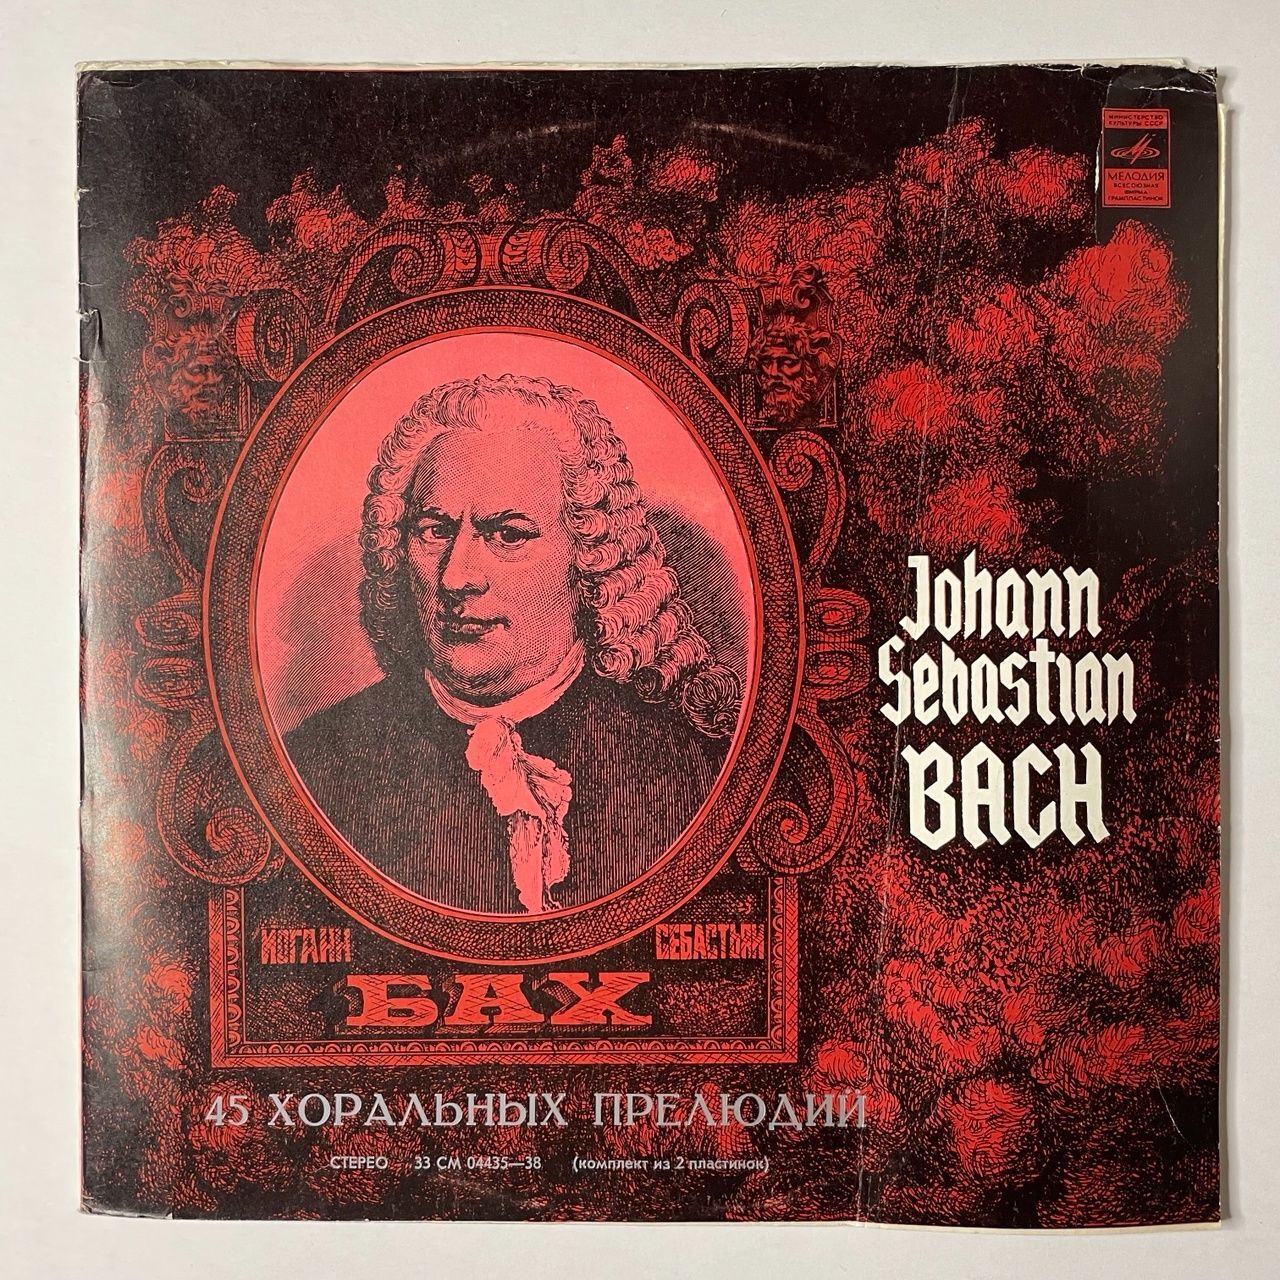 МИНИСТЕРСТВО
КУЛЬТУРЫ СССР
МЕЛОДИЯ
ВСЕСОЮЗНАЯ
ФИРМА
ГРАМПЛАСТИНОК
Johann
Sebastian
BACH
ИОГАНН СЕБАСТЬЯН
БАХ
45 ХОРАЛЬНЫХ ПРЕЛЮДИЙ
СТЕРЕО 33 СМ 04435—38 (комплект из 2 пластинок)